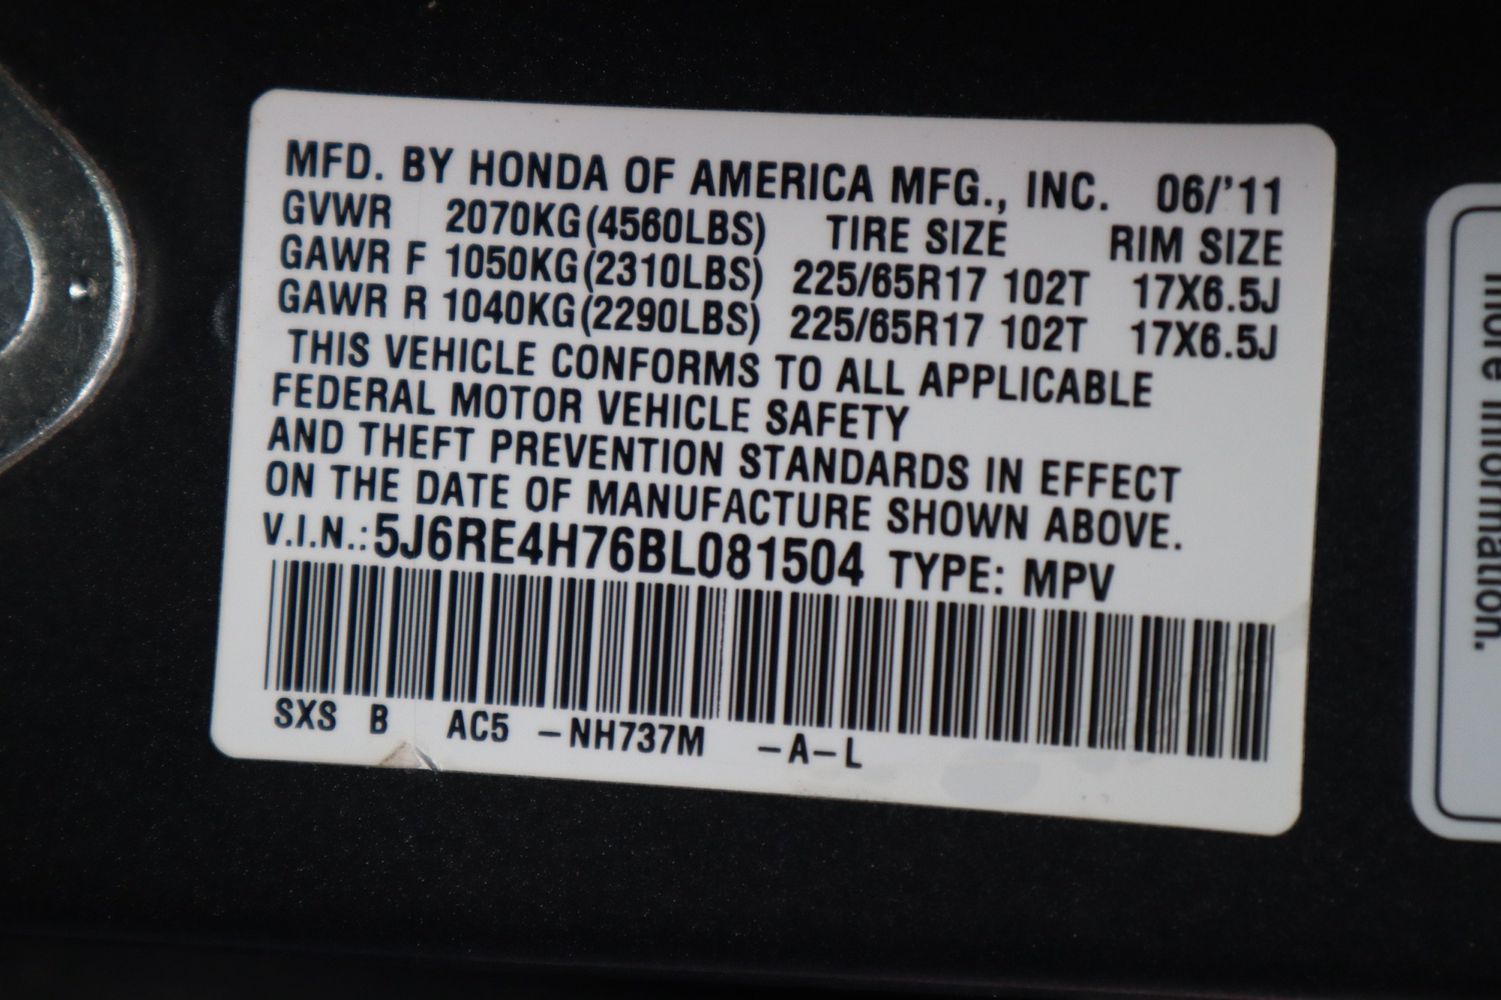 MFD. BY HONDA OF AMERICA MFG., INC. 06/'11
GVWR 2070KG(4560LBS) TIRE SIZE RIM SIZE
GAWR F 1050KG(2310LBS) 225/65R17 102T 17X6.5J
GAWR R 1040KG(2290LBS) 225/65R17 102T 17X6.5J
THIS VEHICLE CONFORMS TO ALL APPLICABLE
FEDERAL MOTOR VEHICLE SAFETY
AND THEFT PREVENTION STANDARDS IN EFFECT
ON THE DATE OF MANUFACTURE SHOWN ABOVE.
V.I.N.:5J6RE4H76BL081504 TYPE: MPV
SXS B AC5 -NH737M -A-L
more information.